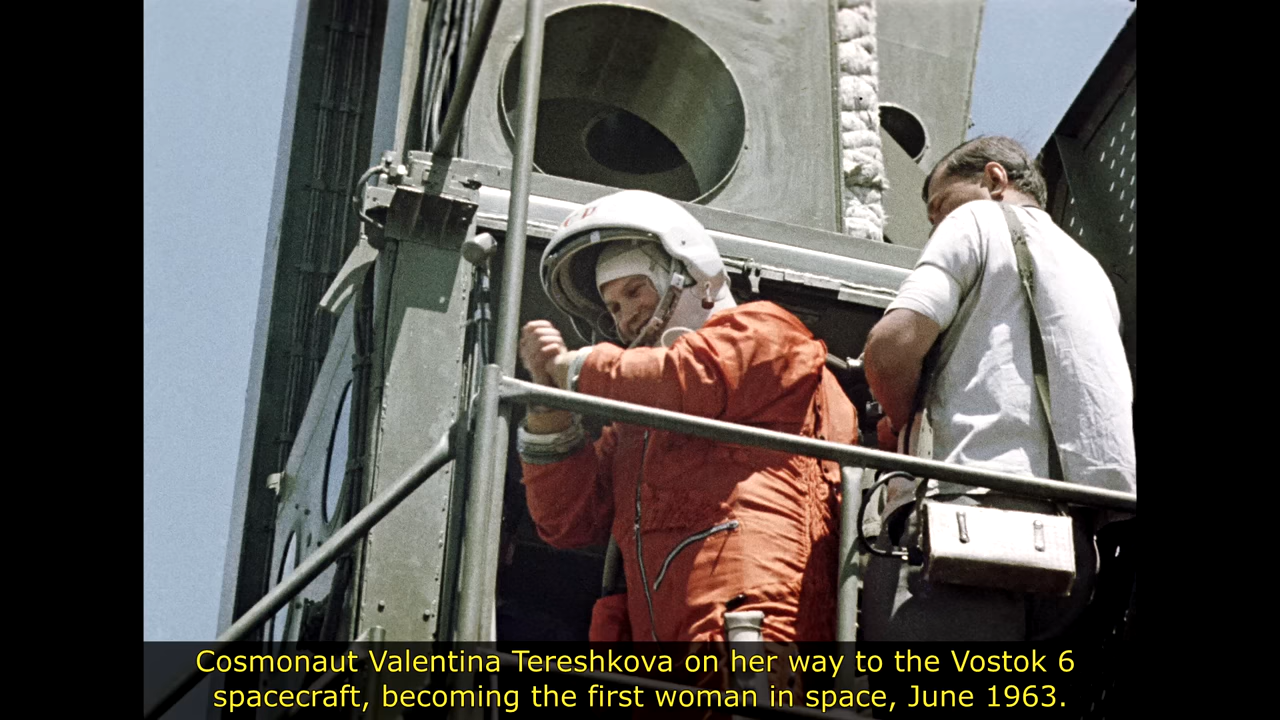 Cosmonaut Valentina Tereshkova on her way to the Vostok 6
spacecraft, becoming the first woman in space, June 1963.